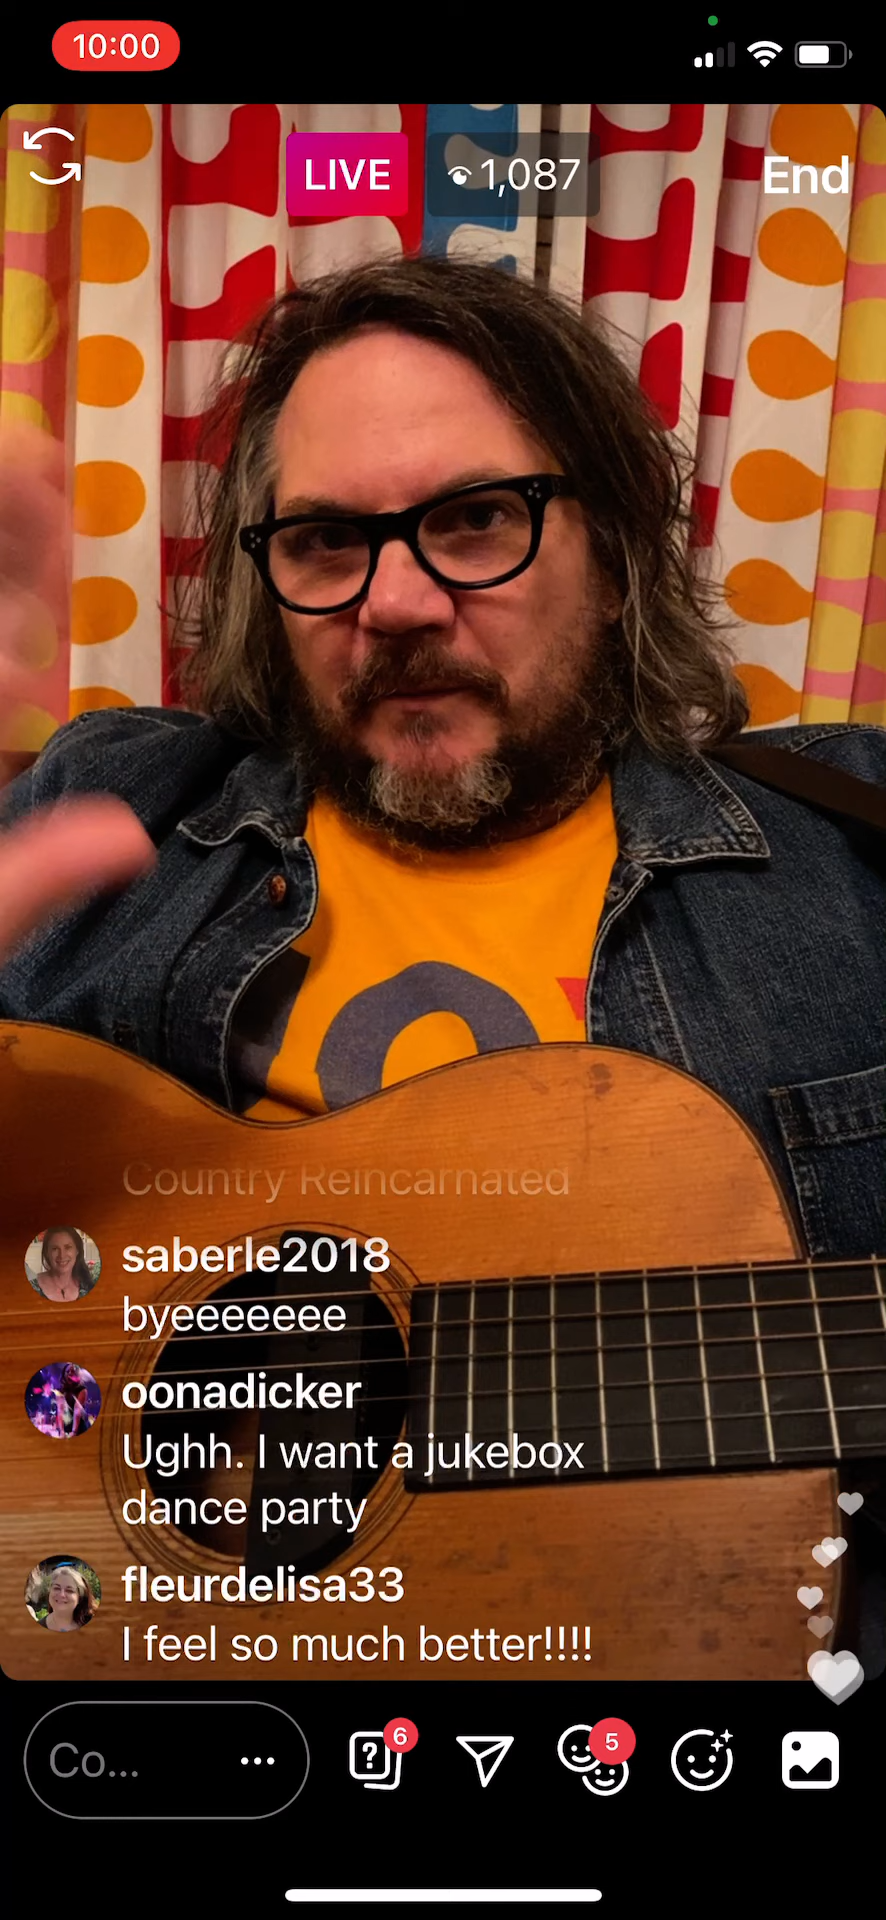 10:00
LIVE
1,087
End
Country Reincarnated
saberle2018
byeeeeeee
oonadicker
Ughh. I want a jukebox
dance party
fleurdelisa33
I feel so much better!!!!
Co...
6
5